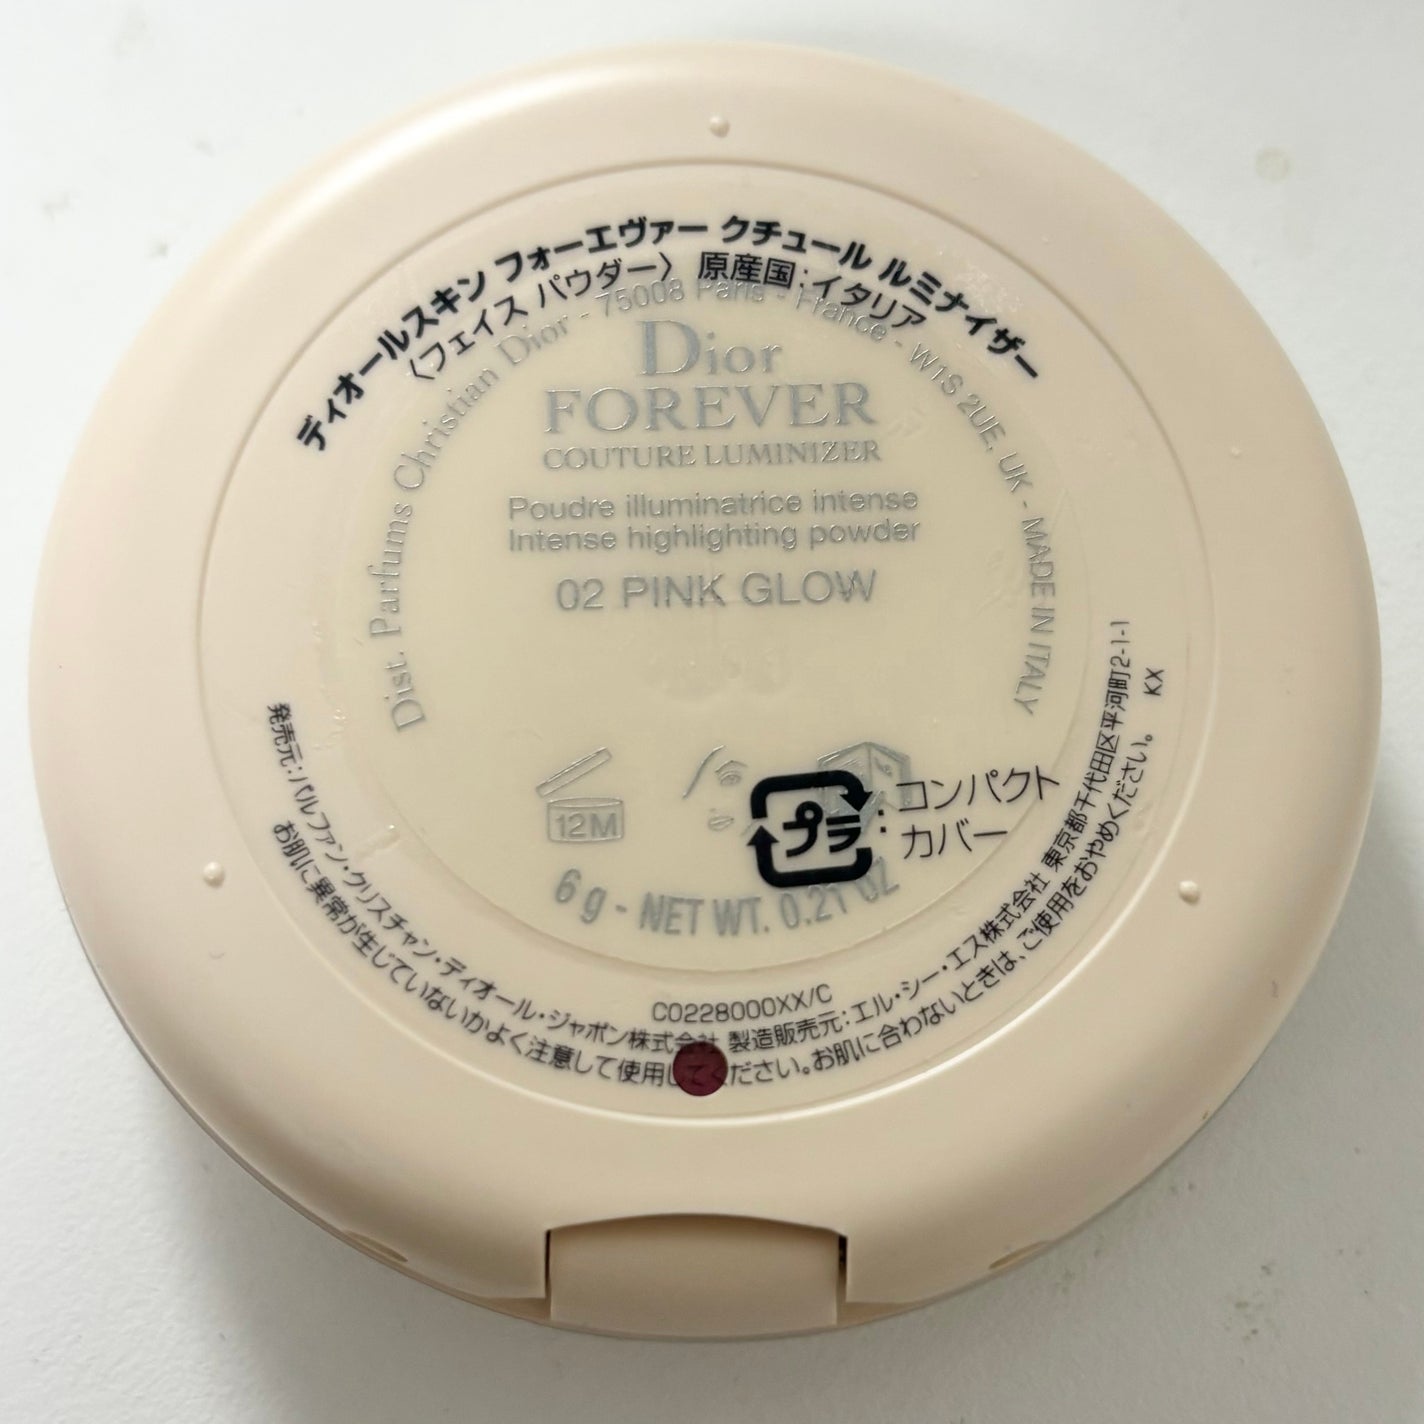 ディオールスキン フォーエヴァー クチュール ルミナイザー
〈フェイス パウダー〉 原産国:イタリア
Dist. Parfums Christian Dior - 75008 Paris - France - W1S 2UE, UK - MADE IN ITALY
Dior
FOREVER
COUTURE LUMINIZER
Poudre illuminatrice intense
Intense highlighting powder
02 PINK GLOW
12M
プラ : コンパクト
カバー
6 g - NET WT. 0.21 OZ
C0228000XX/C
発売元:パルファン・クリスチャン・ディオール・ジャポン株式会社 製造販売元:エル・シー・エス株式会社 東京都千代田区平河町2-1-1
お肌に異常が生じていないかよく注意して使用してください。お肌に合わないときは、ご使用をおやめください。 KX